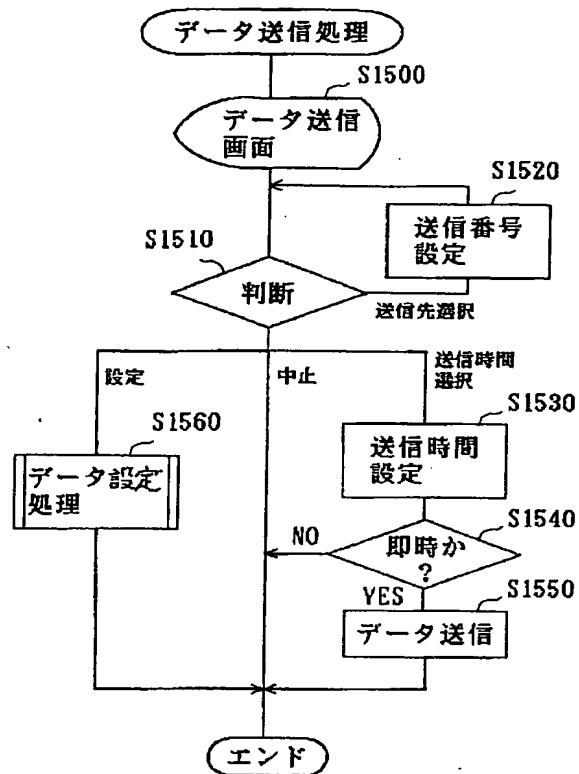 データ送信処理
S1500
データ送信
画面
S1520
送信番号
設定
S1510
判断
送信先選択
設定
中止
送信時間
選択
S1560
データ設定
処理
S1530
送信時間
設定
S1540
即時か
?
NO
YES
S1550
データ送信
エンド